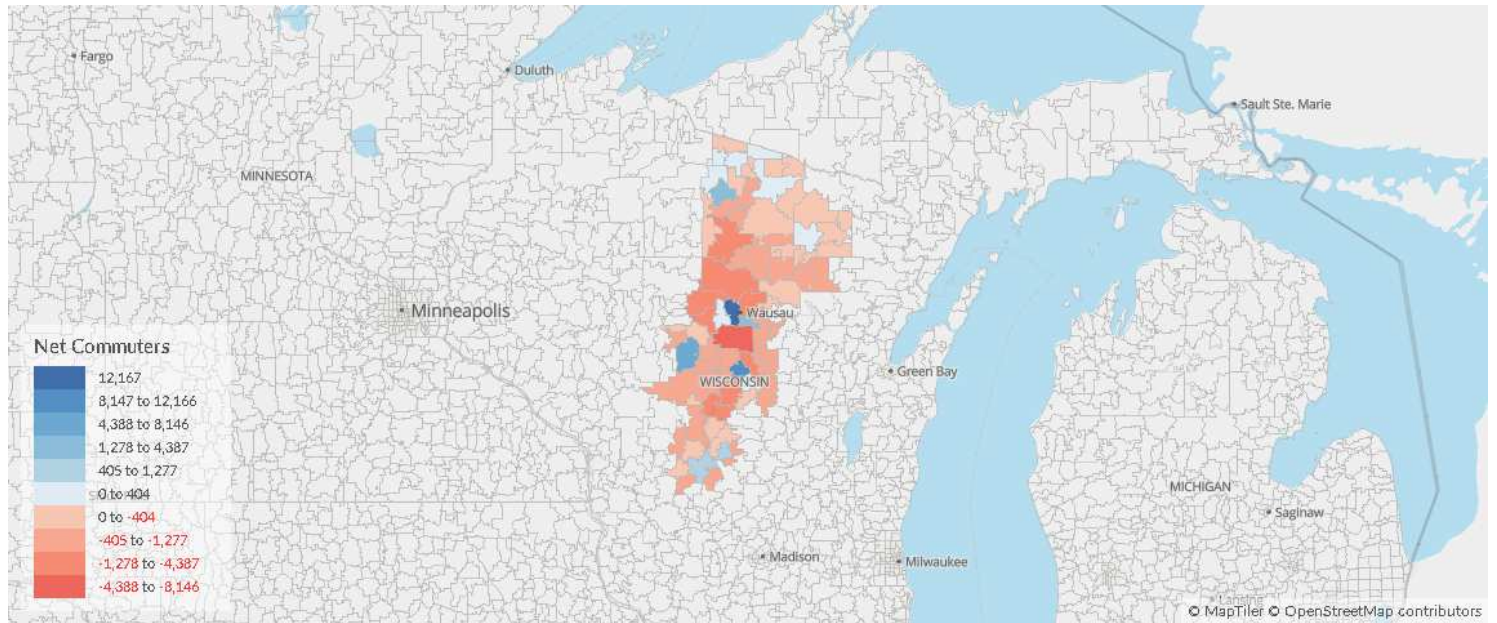 Fargo
Duluth
Sault Ste. Marie
MINNESOTA
Minneapolis
Wausau
Green Bay
WISCONSIN
MICHIGAN
Saginaw
Madison
Milwaukee
Lansing
Net Commuters
12,167
8,147 to 12,166
4,388 to 8,146
1,278 to 4,387
405 to 1,277
0 to 404
0 to -404
-405 to -1,277
-1,278 to -4,387
-4,388 to -8,146
© MapTiler © OpenStreetMap contributors